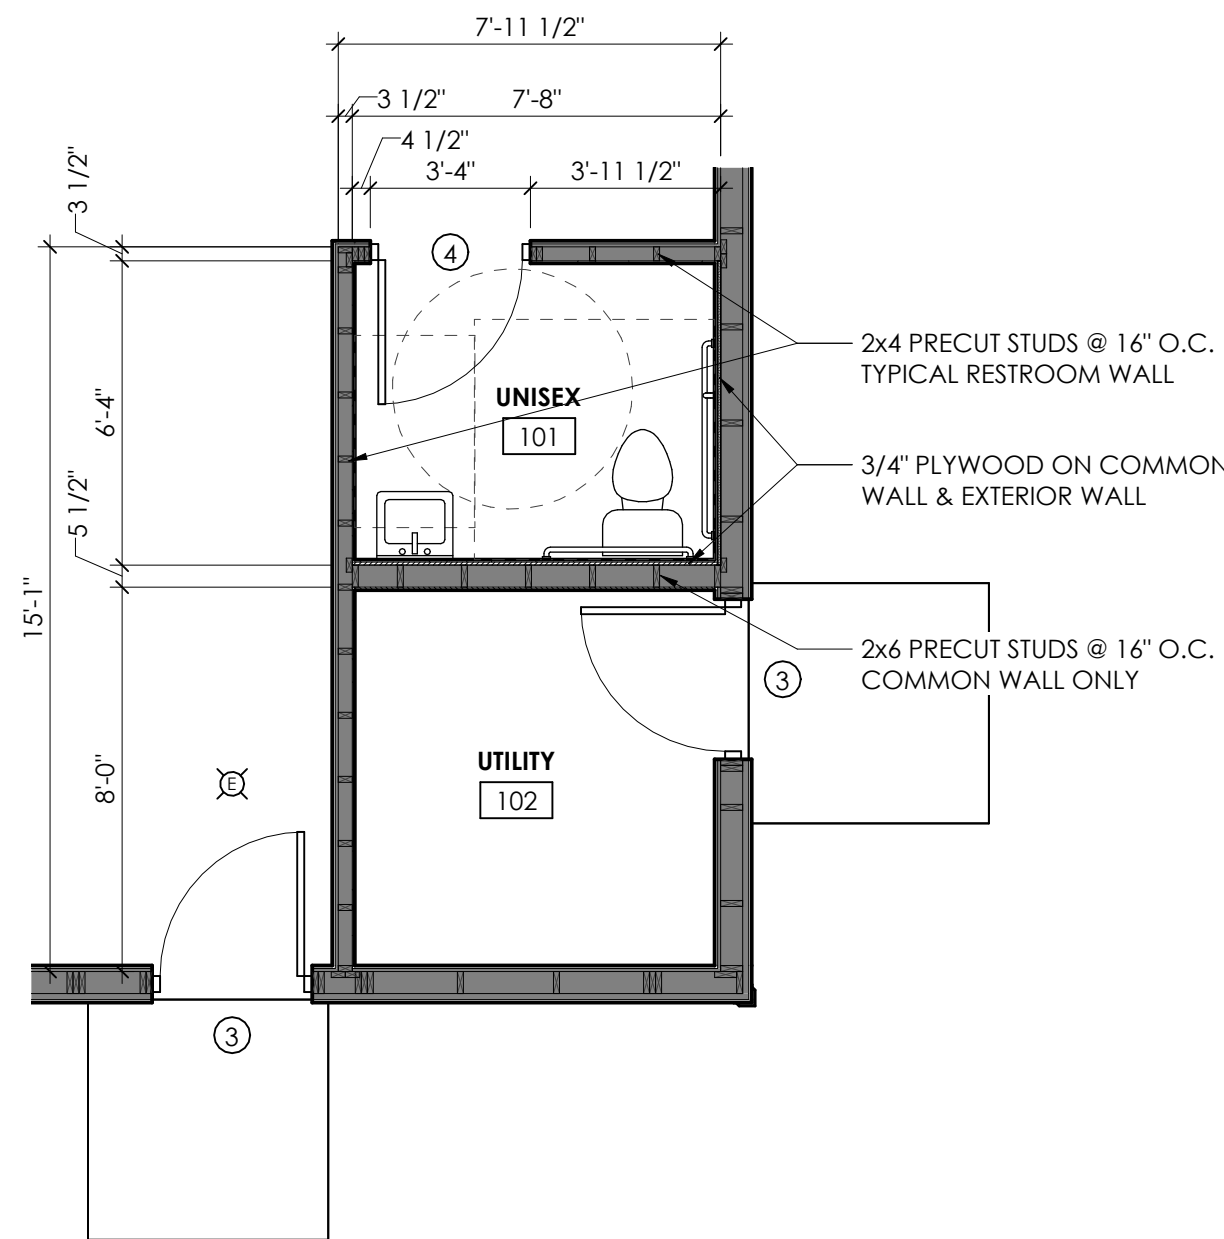 7'-11 1/2"
3 1/2"
7'-8"
4 1/2"
3'-4"
3'-11 1/2"
3 1/2"
4
2x4 PRECUT STUDS @ 16" O.C.
TYPICAL RESTROOM WALL
UNISEX
101
6'-4"
3/4" PLYWOOD ON COMMON
WALL & EXTERIOR WALL
5 1/2"
15'-1"
2x6 PRECUT STUDS @ 16" O.C.
COMMON WALL ONLY
3
UTILITY
102
8'-0"
E
3